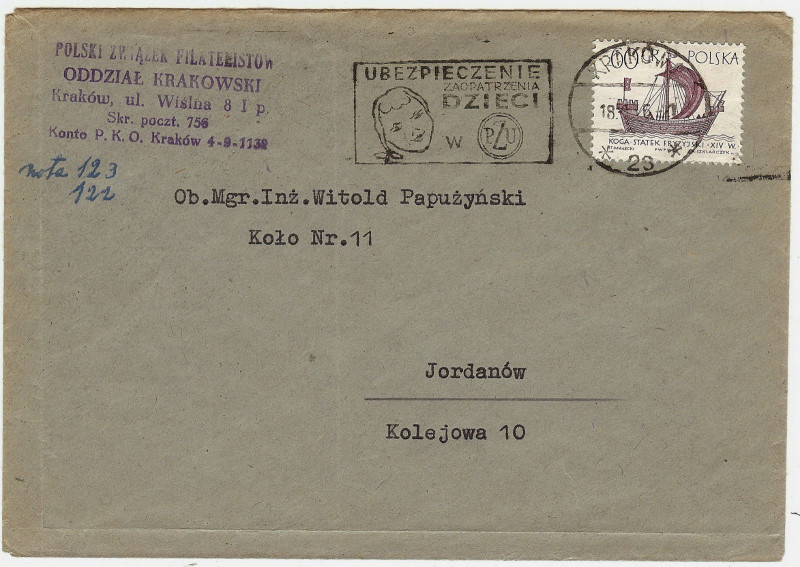 POLSKI ZWIĄZEK FILATELISTÓW
ODDZIAŁ KRAKOWSKI
Kraków, ul. Wiślna 8 I p.
Skr. poczt. 756
Konto P. K. O. Kraków 4-9-1132
nota 123
122
UBEZPIECZENIE
ZAOPATRZENIA
DZIECI
W PZU
POLSKA
KOGA-STATEK FRYZYJSKI·XIV W.
23
Ob.Mgr.Inż.Witold Papużyński
Koło Nr.11
Jordanów
Kolejowa 10